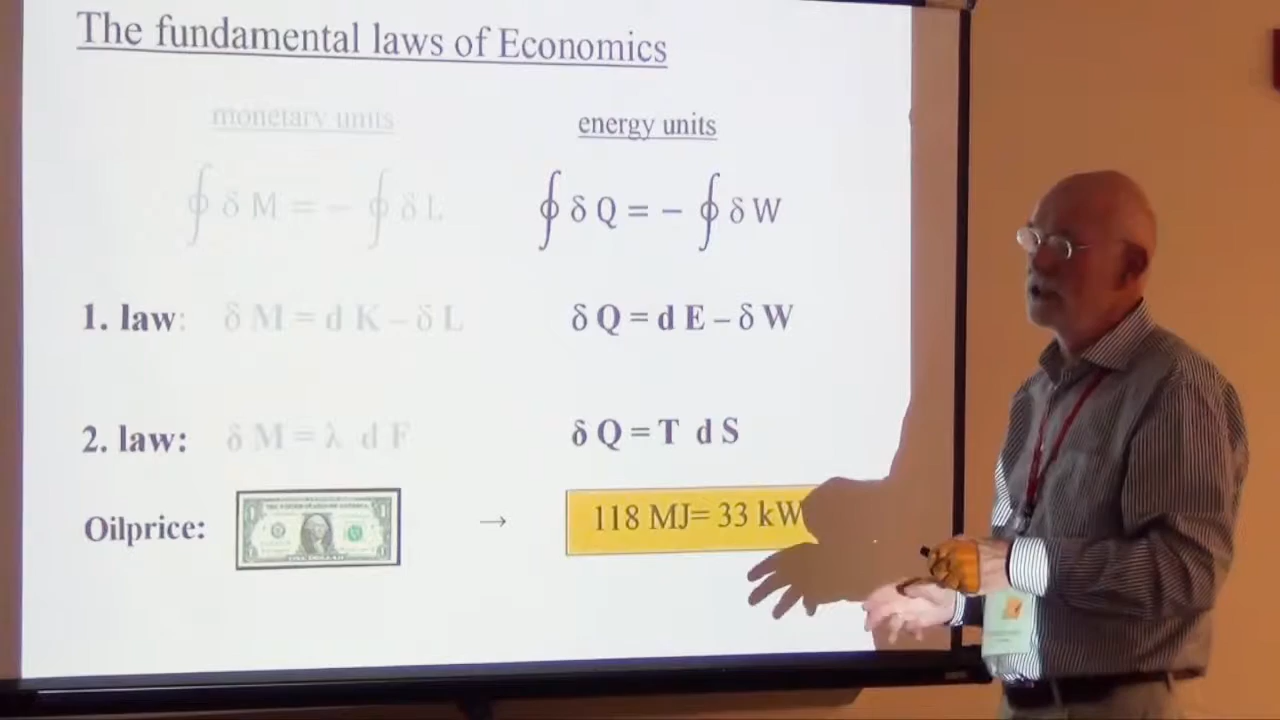 The fundamental laws of Economics
monetary units energy units
∮ δ M = – ∮ δ L ∮ δ Q = – ∮ δ W
1. law: δ M = d K – δ L δ Q = d E – δ W
2. law: δ M = λ d F δ Q = T d S
Oilprice: → 118 MJ= 33 kW